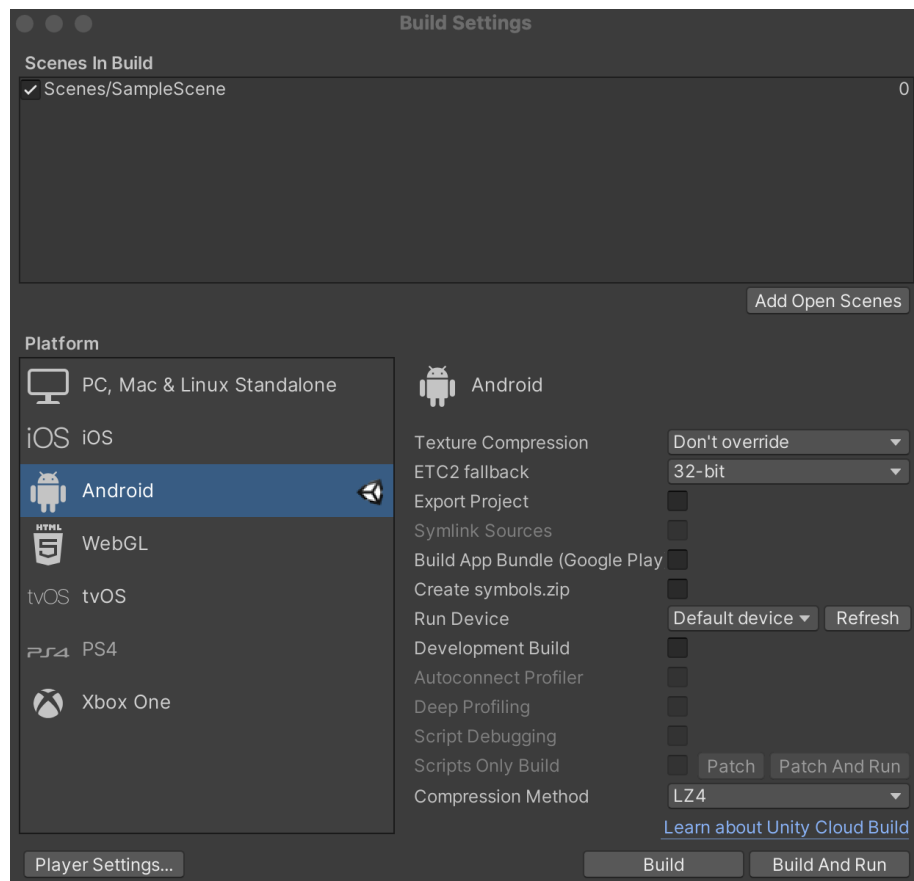 Build Settings
Scenes In Build
Scenes/SampleScene 0
Add Open Scenes
Platform
PC, Mac & Linux Standalone
iOS iOS
Android
HTML 5 WebGL
tvOS tvOS
PS4 PS4
Xbox One
Android
Texture Compression Don't override
ETC2 fallback 32-bit
Export Project
Symlink Sources
Build App Bundle (Google Play
Create symbols.zip
Run Device Default device Refresh
Development Build
Autoconnect Profiler
Deep Profiling
Script Debugging
Scripts Only Build Patch Patch And Run
Compression Method LZ4
Learn about Unity Cloud Build
Player Settings... Build Build And Run